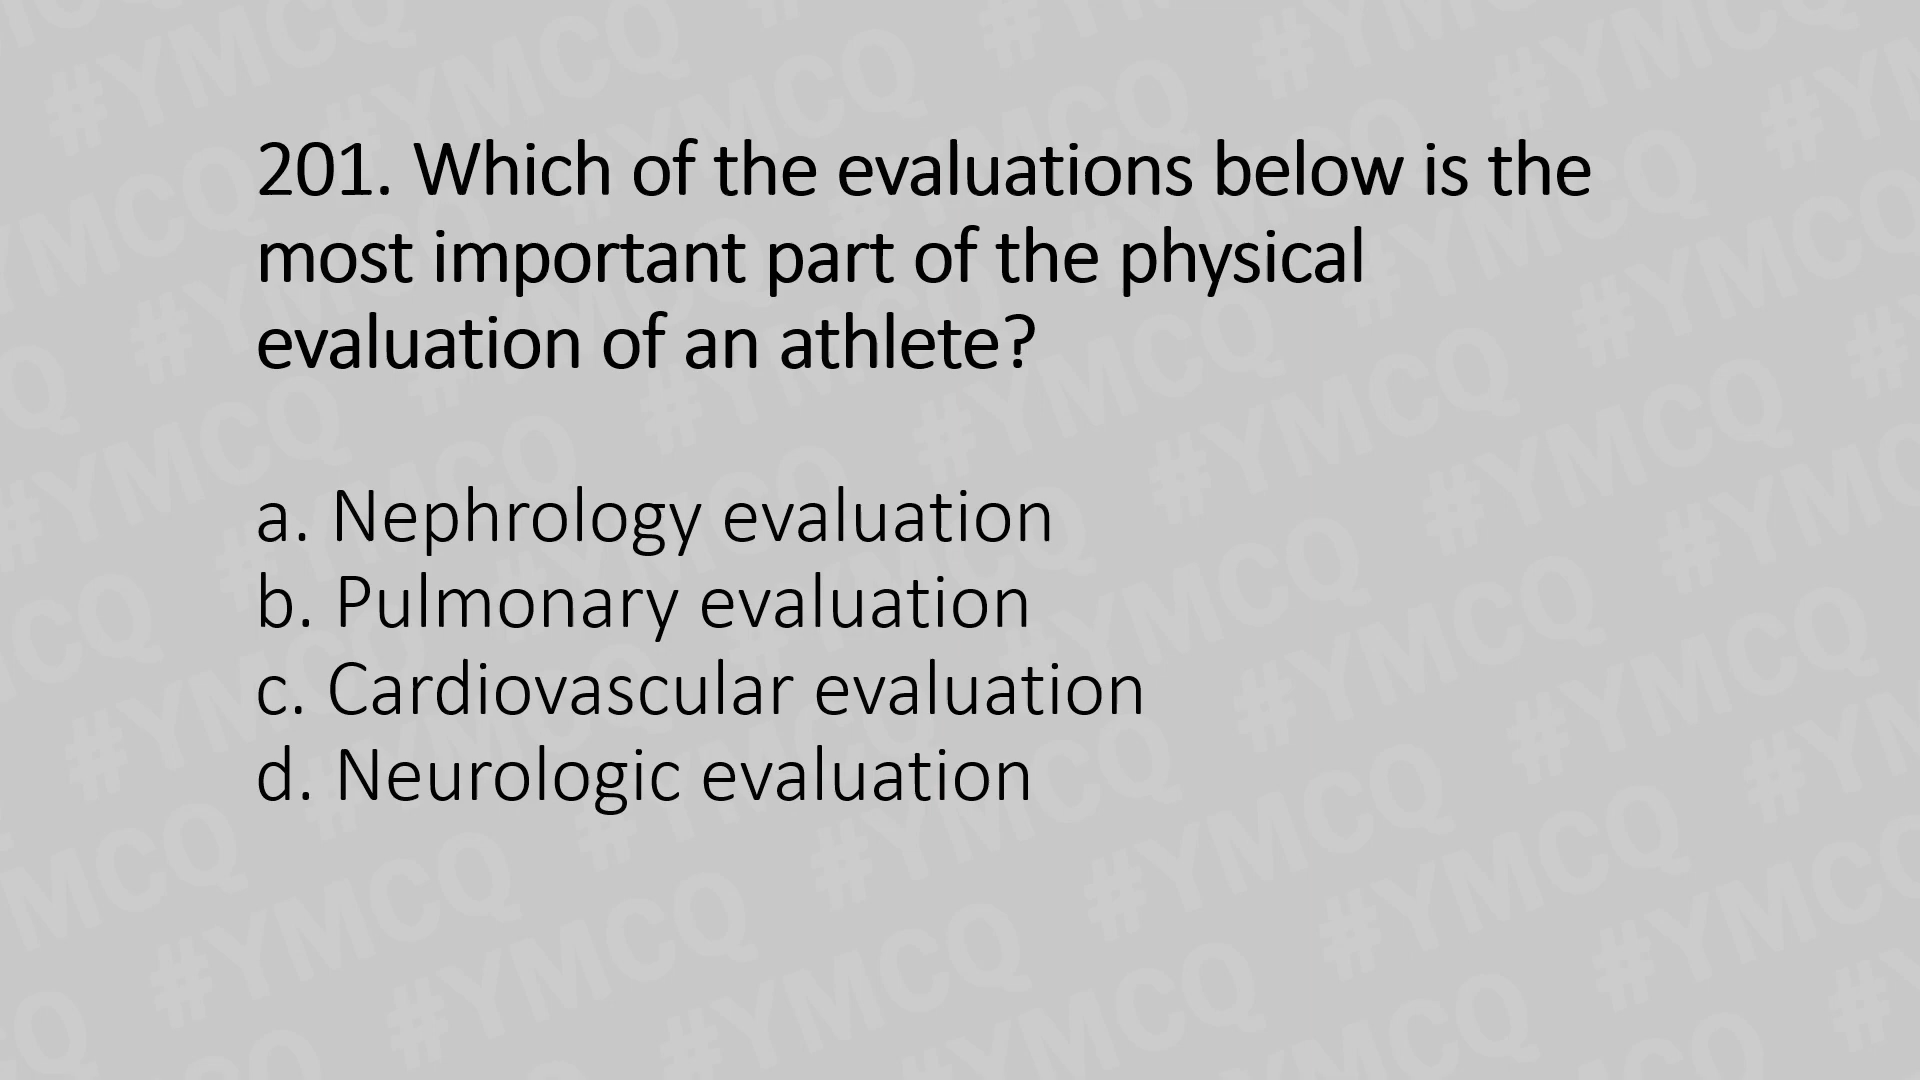 201. Which of the evaluations below is the
most important part of the physical
evaluation of an athlete?
a. Nephrology evaluation
b. Pulmonary evaluation
c. Cardiovascular evaluation
d. Neurologic evaluation
#YMCQ